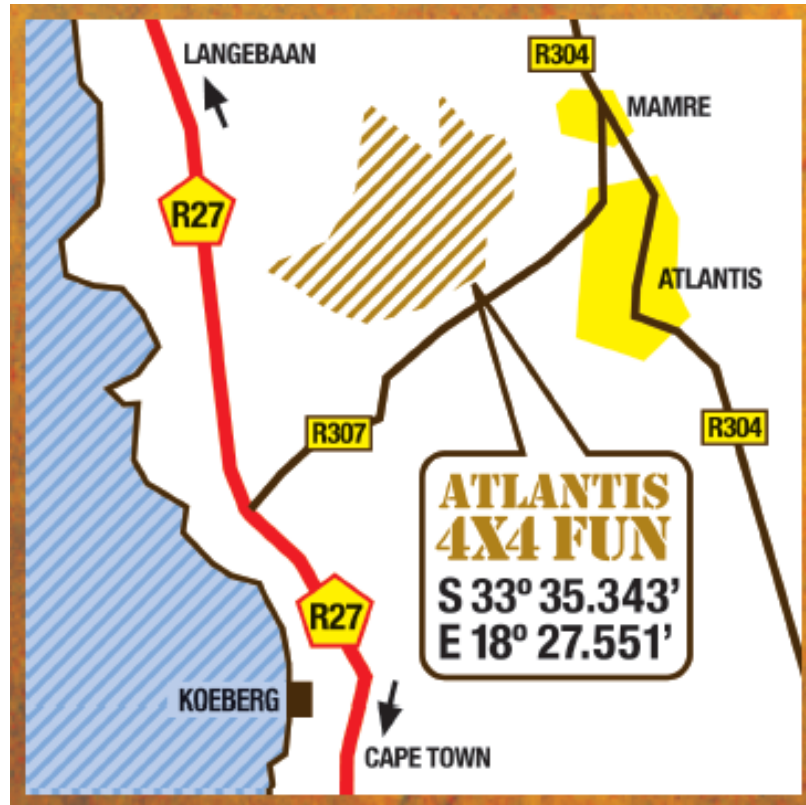 LANGEBAAN
R304
MAMRE
R27
ATLANTIS
R307
R304
ATLANTIS
4X4 FUN
S 33º 35.343’
E 18º 27.551’
R27
KOEBERG
CAPE TOWN